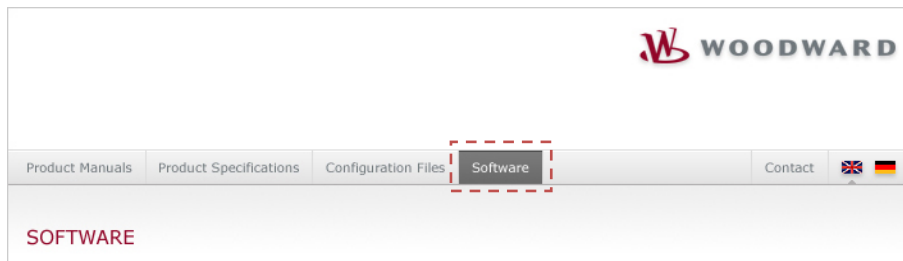 WOODWARD
Product Manuals Product Specifications Configuration Files Software Contact
SOFTWARE